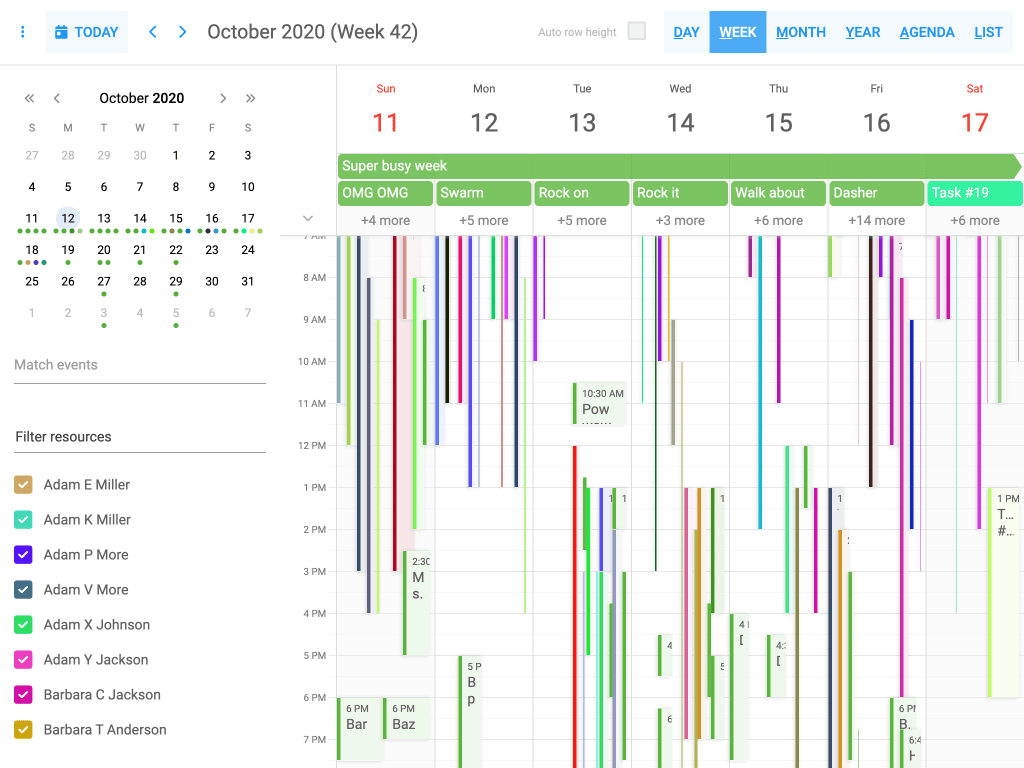 TODAY
October 2020 (Week 42)
Auto row height
DAY WEEK MONTH YEAR AGENDA LIST
October 2020
S M T W T F S
27 28 29 30 1 2 3
4 5 6 7 8 9 10
11 12 13 14 15 16 17
18 19 20 21 22 23 24
25 26 27 28 29 30 31
1 2 3 4 5 6 7
Match events
Filter resources
Adam E Miller
Adam K Miller
Adam P More
Adam V More
Adam X Johnson
Adam Y Jackson
Barbara C Jackson
Barbara T Anderson
Sun Mon Tue Wed Thu Fri Sat
11 12 13 14 15 16 17
Super busy week
OMG OMG Swarm Rock on Rock it Walk about Dasher Task #19
+4 more +5 more +5 more +3 more +6 more +14 more +6 more
7 AM
8 AM
9 AM
10 AM
11 AM
12 PM
1 PM
2 PM
3 PM
4 PM
5 PM
6 PM
7 PM
8
2:30
M
s.
6 PM
Bar
6 PM
Baz
5 P
B
p
10:30 AM
Pow
1
1
1
4
6
5
4
4:
1
6 P
B.
6:4
1 PM
T...
#...